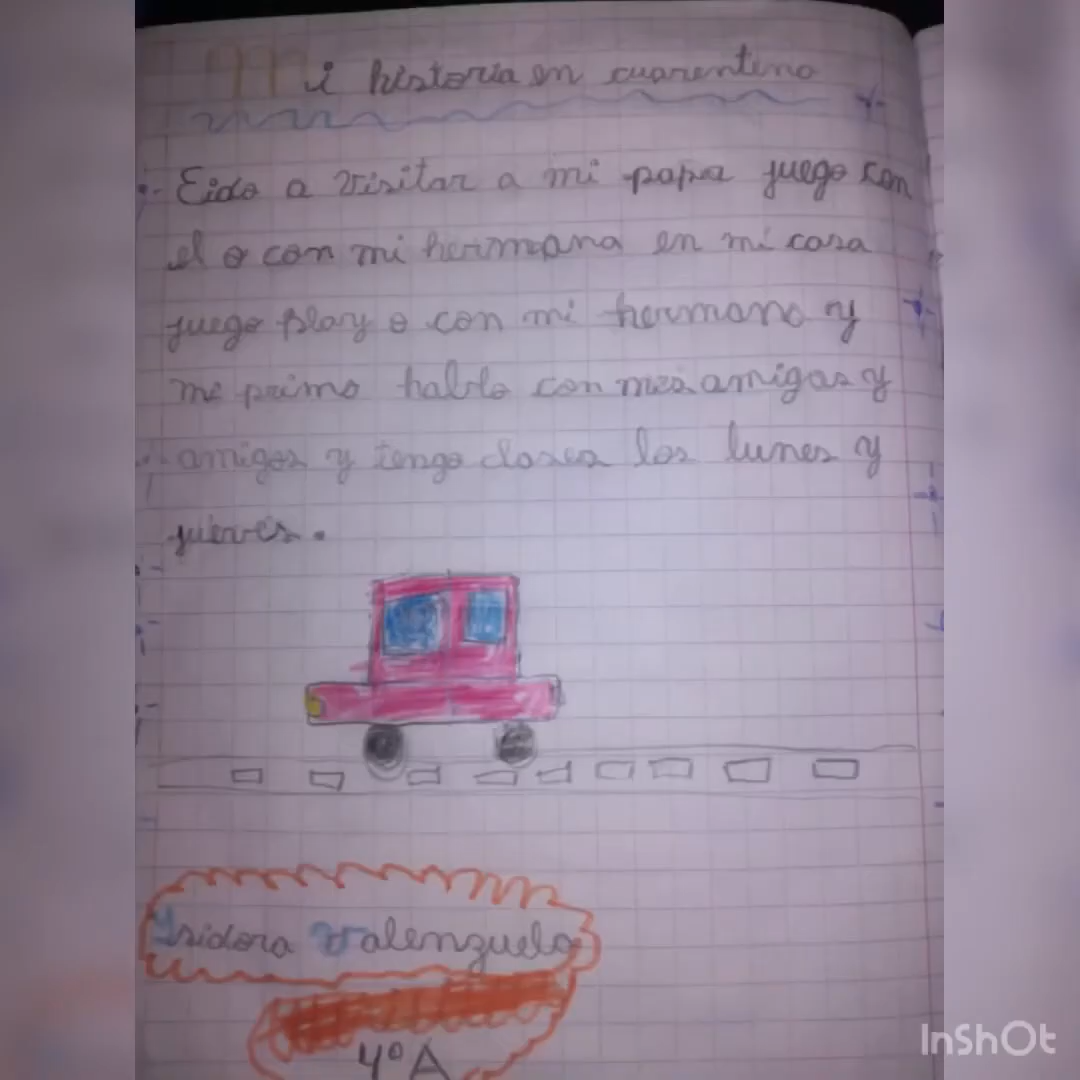 Mi historia en cuarentena
Eido a visitar a mi papa juego con
el o con mi hermana en mi casa
juego play o con mi hermano y
mi primo hablo con mis amigas y
amigos y tengo clases los lunes y
jueves.
Isidora Valenzuela
4º A
InShOt